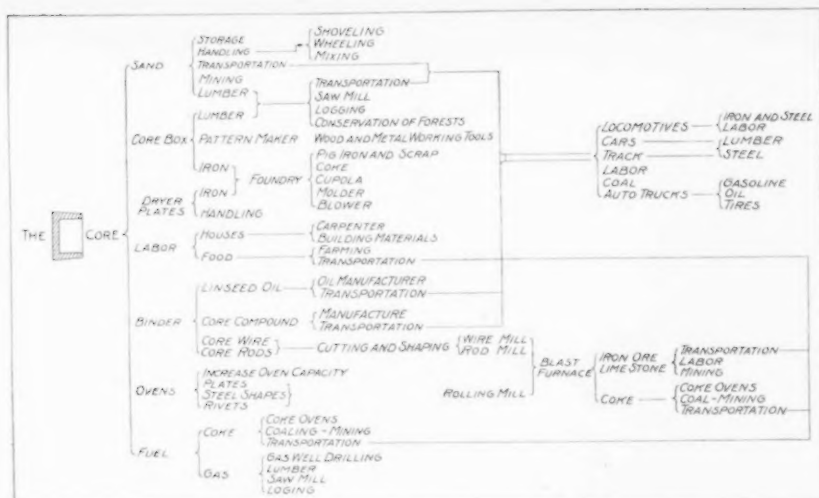 THE CORE
SAND
STORAGE
HANDLING
TRANSPORTATION
MINING
LUMBER
SHOVELING
WHEELING
MIXING
CORE BOX
LUMBER
PATTERN MAKER
IRON
TRANSPORTATION
SAW MILL
LOGGING
CONSERVATION OF FORESTS
WOOD AND METAL WORKING TOOLS
DRYER
PLATES
IRON
HANDLING
FOUNDRY
PIG IRON AND SCRAP
COKE
CUPOLA
MOLDER
BLOWER
LABOR
HOUSES
FOOD
CARPENTER
BUILDING MATERIALS
FARMING
TRANSPORTATION
BINDER
LINSEED OIL
CORE COMPOUND
CORE WIRE
CORE RODS
OIL MANUFACTURER
TRANSPORTATION
MANUFACTURE
TRANSPORTATION
CUTTING AND SHAPING
WIRE MILL
ROD MILL
OVENS
INCREASE OVEN CAPACITY
PLATES
STEEL SHAPES
RIVETS
ROLLING MILL
BLAST
FURNACE
IRON ORE
LIME STONE
COKE
TRANSPORTATION
LABOR
MINING
COKE OVENS
COAL-MINING
TRANSPORTATION
FUEL
COKE
GAS
COKE OVENS
COALING-MINING
TRANSPORTATION
GAS WELL DRILLING
LUMBER
SAW MILL
LOGING
LOCOMOTIVES
CARS
TRACK
LABOR
COAL
AUTO TRUCKS
IRON AND STEEL
LABOR
LUMBER
STEEL
GASOLINE
OIL
TIRES